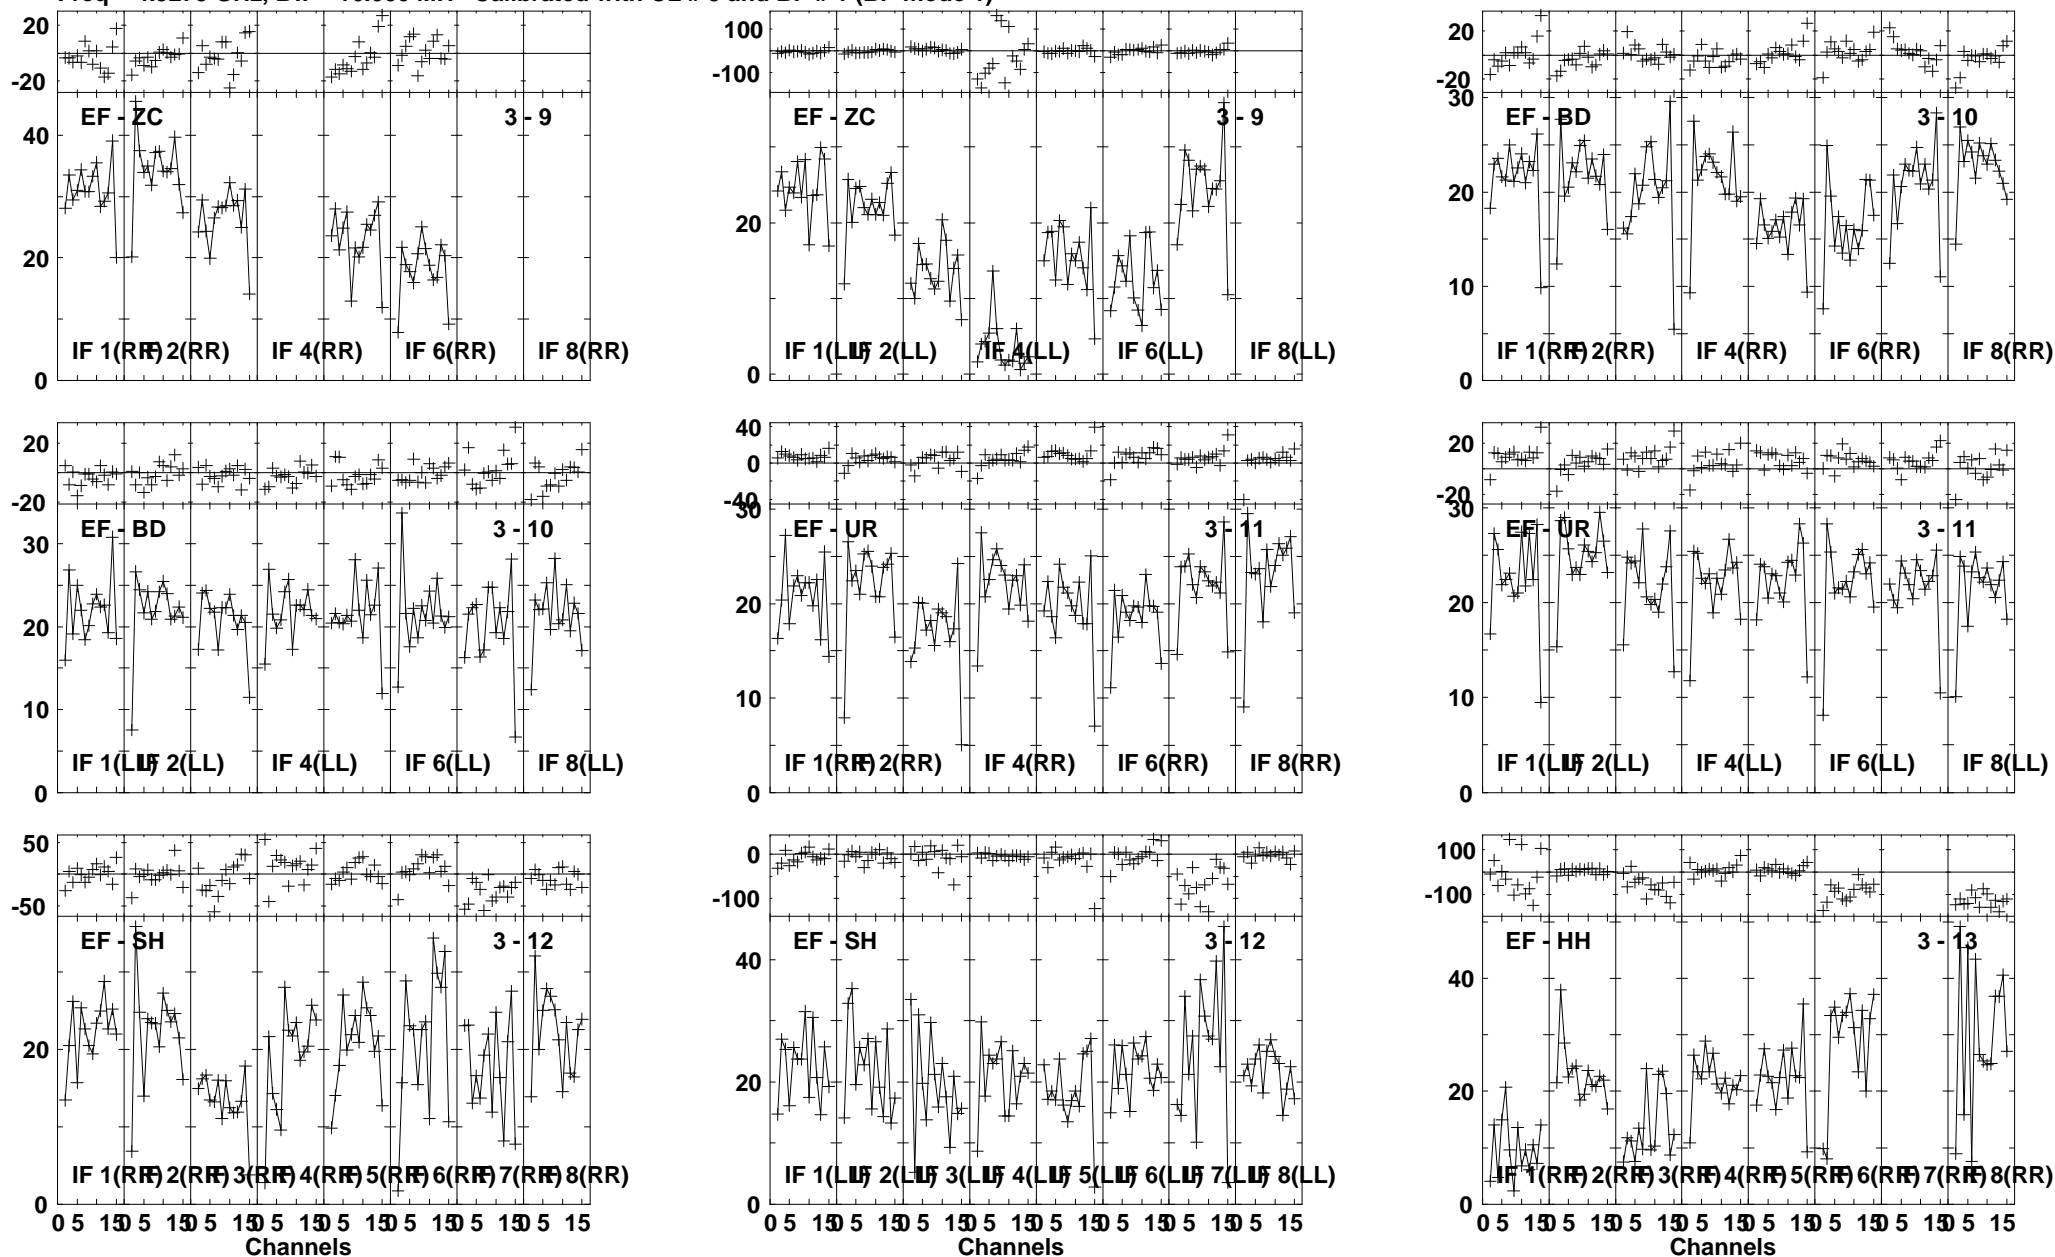 Freq = GHz, Bw = MH Calibrated with CL # and BP # 1 (BP mode 1)
20
-20
EF - ZC 3 - 9
40
20
0
IF 1(RR) IF 2(RR) IF 4(RR) IF 6(RR) IF 8(RR)
100
-100
EF - ZC 3 - 9
20
0
IF 1(LL) IF 2(LL) IF 4(LL) IF 6(LL) IF 8(LL)
20
-20
30
EF - BD 3 - 10
20
10
0
IF 1(RR) IF 2(RR) IF 4(RR) IF 6(RR) IF 8(RR)
20
-20
EF - BD 3 - 10
30
20
10
0
IF 1(LL) IF 2(LL) IF 4(LL) IF 6(LL) IF 8(LL)
40
0
-40
30
EF - UR 3 - 11
20
10
0
IF 1(RR) IF 2(RR) IF 4(RR) IF 6(RR) IF 8(RR)
20
-20
30
EF - UR 3 - 11
20
10
0
IF 1(LL) IF 2(LL) IF 4(LL) IF 6(LL) IF 8(LL)
50
-50
EF - SH 3 - 12
20
0
IF 1(RR) IF 2(RR) IF 3(RR) IF 4(RR) IF 5(RR) IF 6(RR) IF 7(RR) IF 8(RR)
0 5 15 0 5 15 0 5 15 0 5 15 0 5 15 0 5 15 0 5 15 0 5 15
Channels
0
-100
EF - SH 3 - 12
40
20
0
IF 1(LL) IF 2(LL) IF 3(LL) IF 4(LL) IF 5(LL) IF 6(LL) IF 7(LL) IF 8(LL)
0 5 15 0 5 15 0 5 15 0 5 15 0 5 15 0 5 15 0 5 15 0 5 15
Channels
100
-100
EF - HH 3 - 13
40
20
0
IF 1(RR) IF 2(RR) IF 3(RR) IF 4(RR) IF 5(RR) IF 6(RR) IF 7(RR) IF 8(RR)
0 5 15 0 5 15 0 5 15 0 5 15 0 5 15 0 5 15 0 5 15 0 5 15
Channels